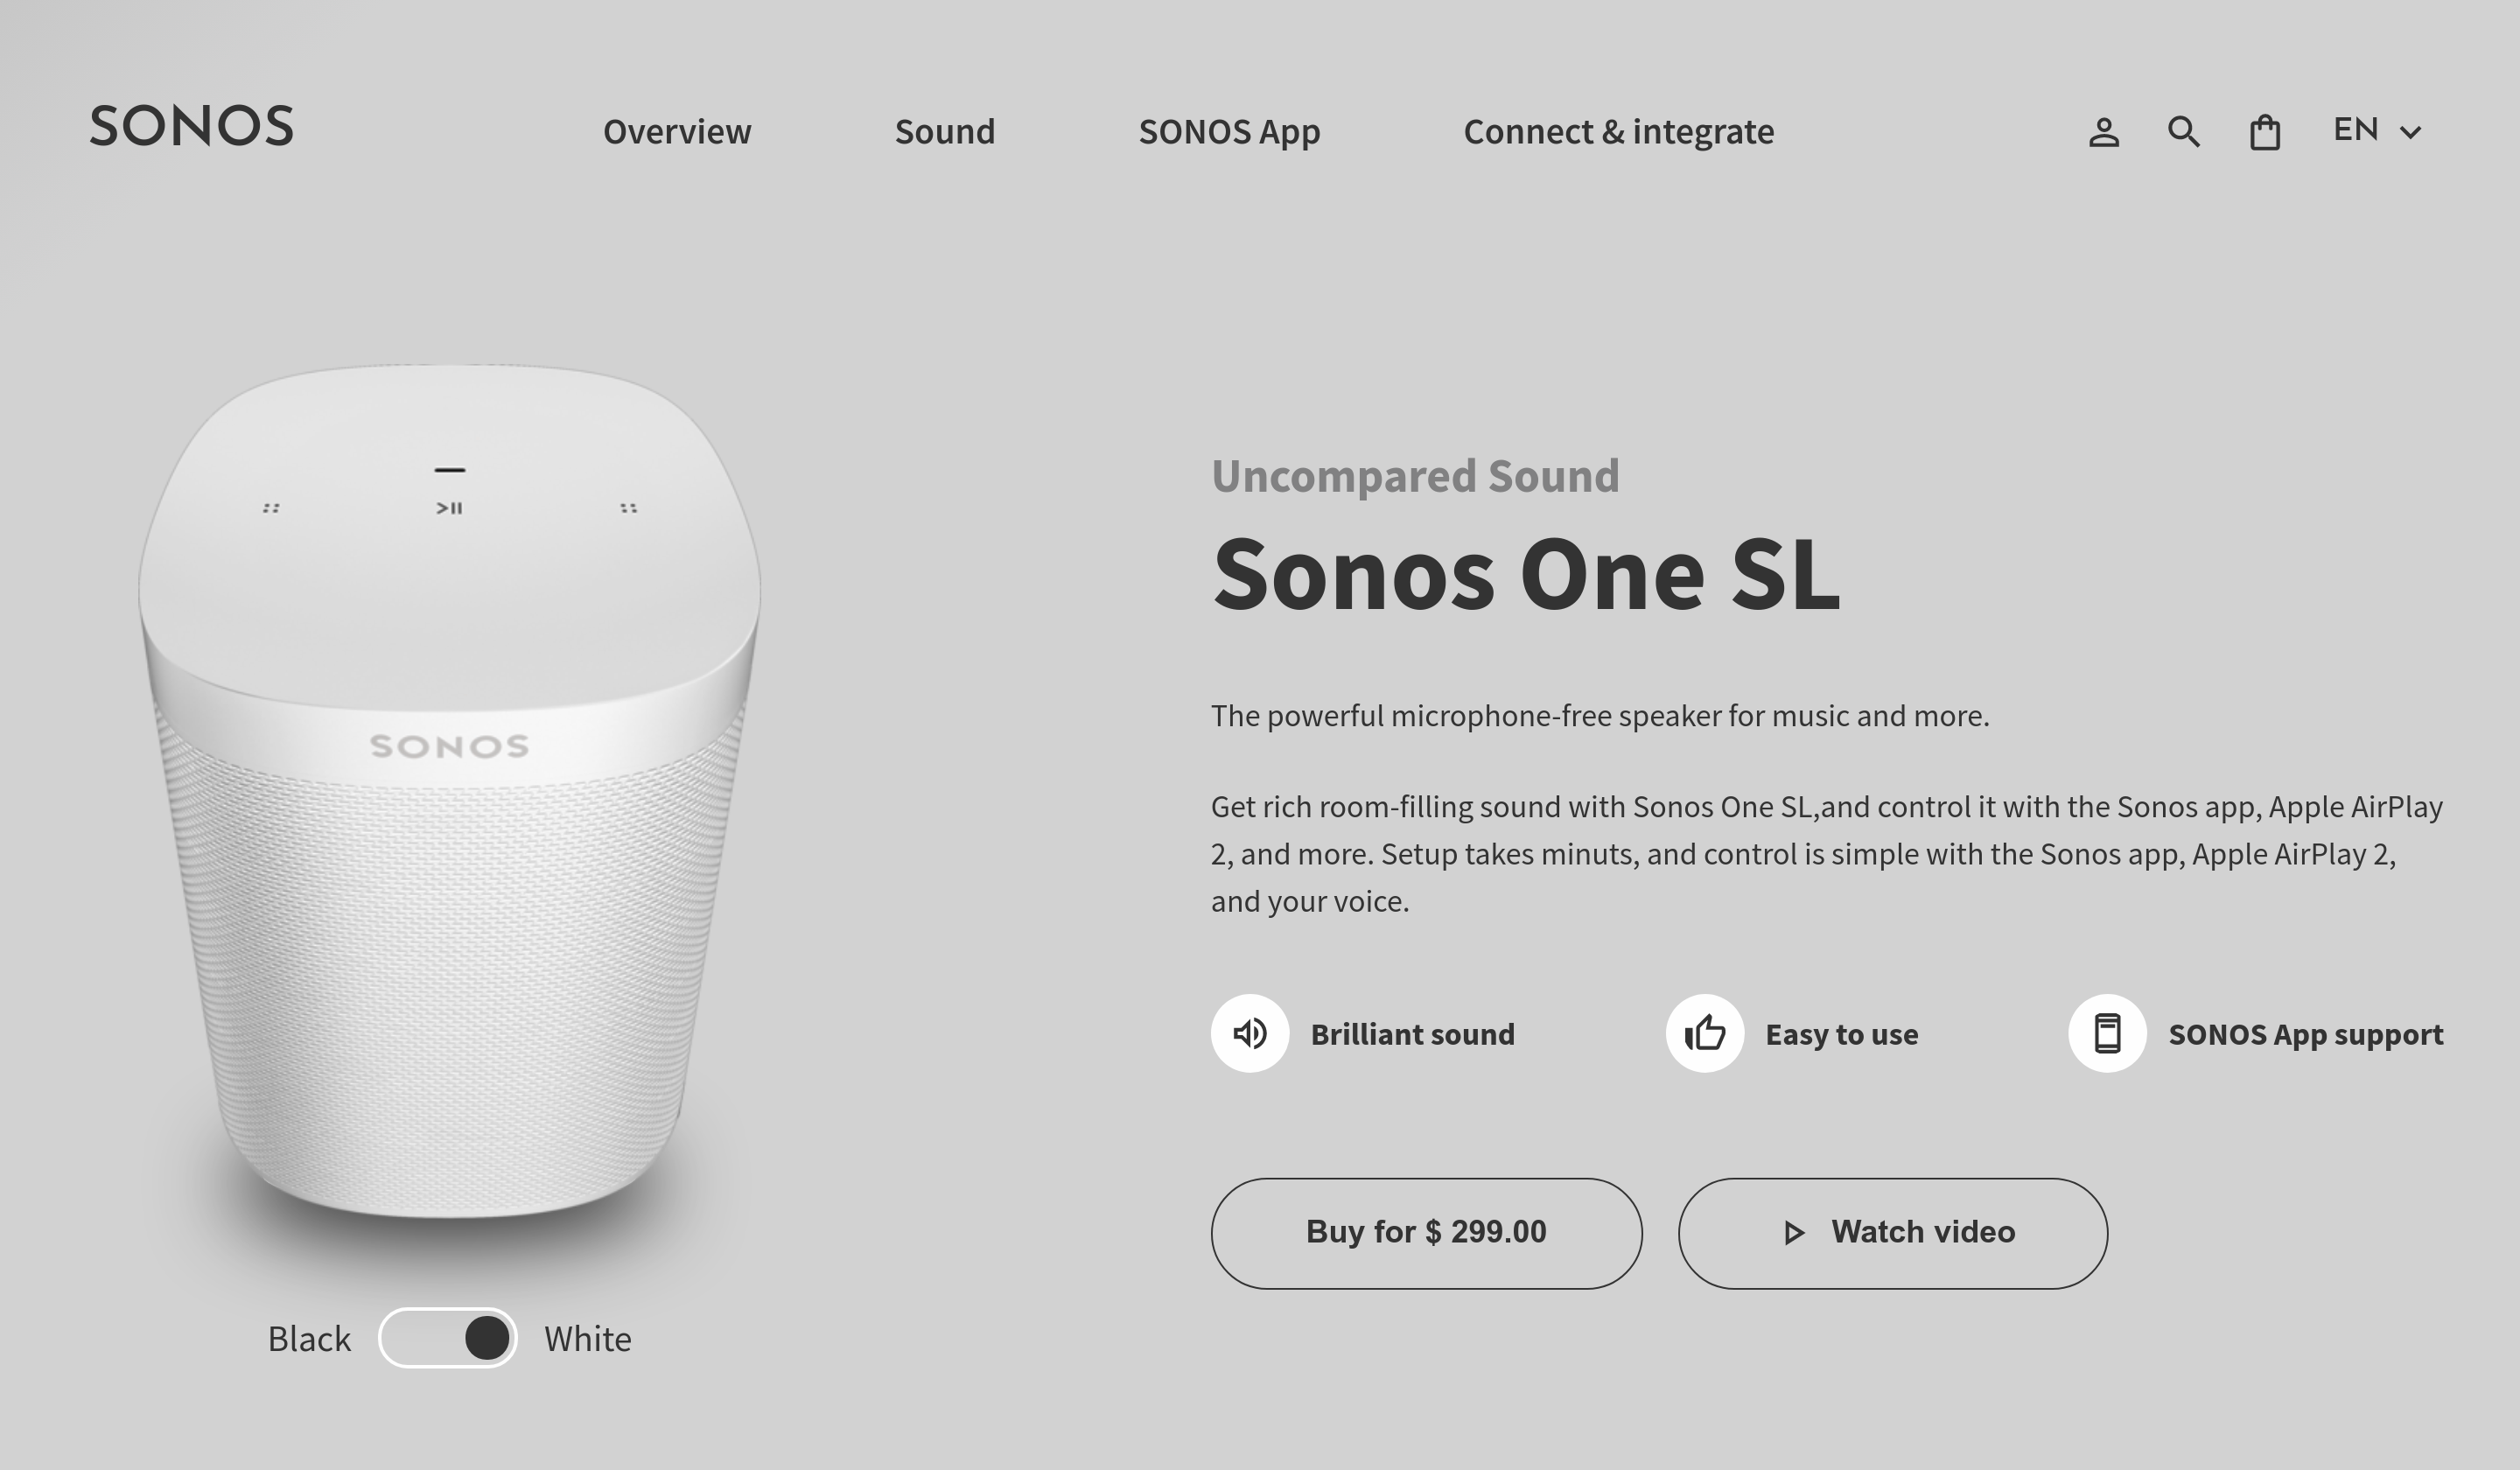 SONOS
Overview
Sound
SONOS App
Connect & integrate
EN
SONOS
Uncompared Sound
Sonos One SL
The powerful microphone-free speaker for music and more.
Get rich room-filling sound with Sonos One SL,and control it with the Sonos app, Apple AirPlay
2, and more. Setup takes minuts, and control is simple with the Sonos app, Apple AirPlay 2,
and your voice.
Brilliant sound
Easy to use
SONOS App support
Buy for $ 299.00
Watch video
Black
White